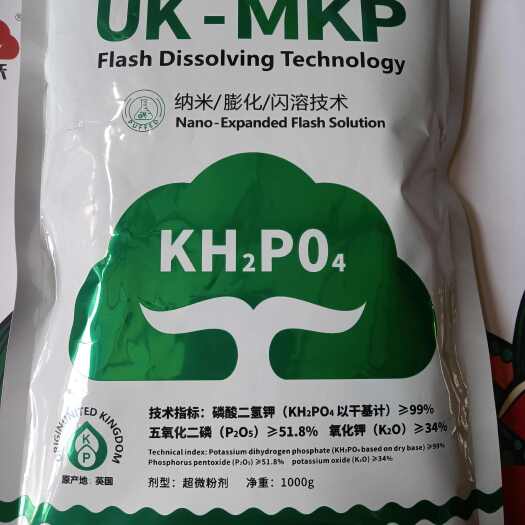 UK-MKP
Flash Dissolving Technology
纳米/膨化/闪溶技术
Nano-Expanded Flash Solution
PUFFED
KH₂PO₄
技术指标：磷酸二氢钾（KH₂PO₄ 以干基计）≥99%
五氧化二磷（P₂O₅）≥51.8% 氧化钾（K₂O）≥34%
Technical index: Potassium dihydrogen phosphate (KH₂PO₄ based on dry base) ≥99%
Phosphorus pentoxide (P₂O₅) ≥51.8% potassium oxide (K₂O) ≥34%
ORIGIN:UNITED KINGDOM
K
P
原产地：英国
剂型：超微粉剂 净重：1000g